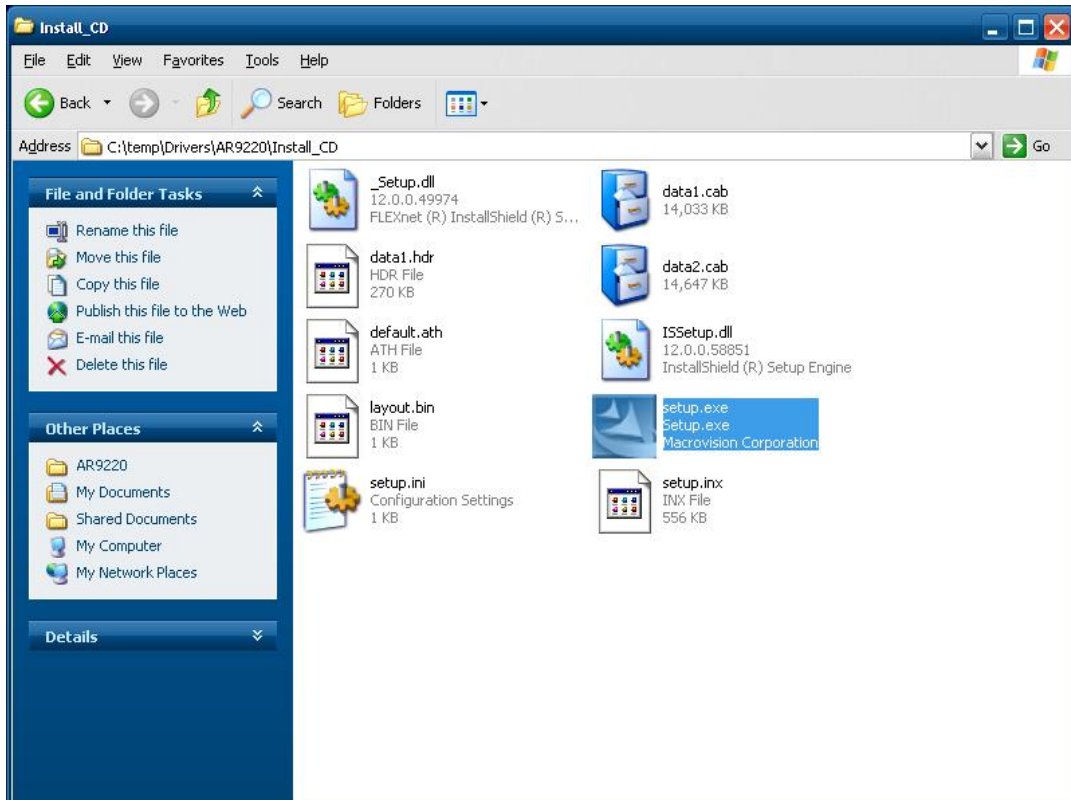 Install_CD
File Edit View Favorites Tools Help
Back Search Folders
Address C:\temp\Drivers\AR9220\Install_CD Go
File and Folder Tasks
Rename this file
Move this file
Copy this file
Publish this file to the Web
E-mail this file
Delete this file
Other Places
AR9220
My Documents
Shared Documents
My Computer
My Network Places
Details
_Setup.dll
12.0.0.49974
FLEXnet (R) InstallShield (R) S...
data1.cab
14,033 KB
data1.hdr
HDR File
270 KB
data2.cab
14,647 KB
default.ath
ATH File
1 KB
ISSetup.dll
12.0.0.58851
InstallShield (R) Setup Engine
layout.bin
BIN File
1 KB
setup.exe
Setup.exe
Macrovision Corporation
setup.ini
Configuration Settings
1 KB
setup.inx
INX File
556 KB